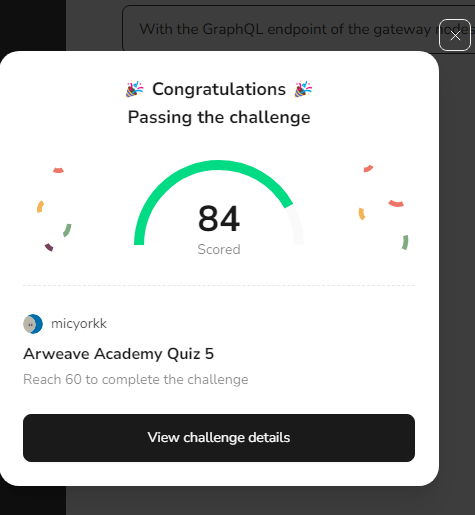 With the GraphQL endpoint of the gateway nodes
🎉 Congratulations 🎉
Passing the challenge
84
Scored
micyorkk
Arweave Academy Quiz 5
Reach 60 to complete the challenge
View challenge details